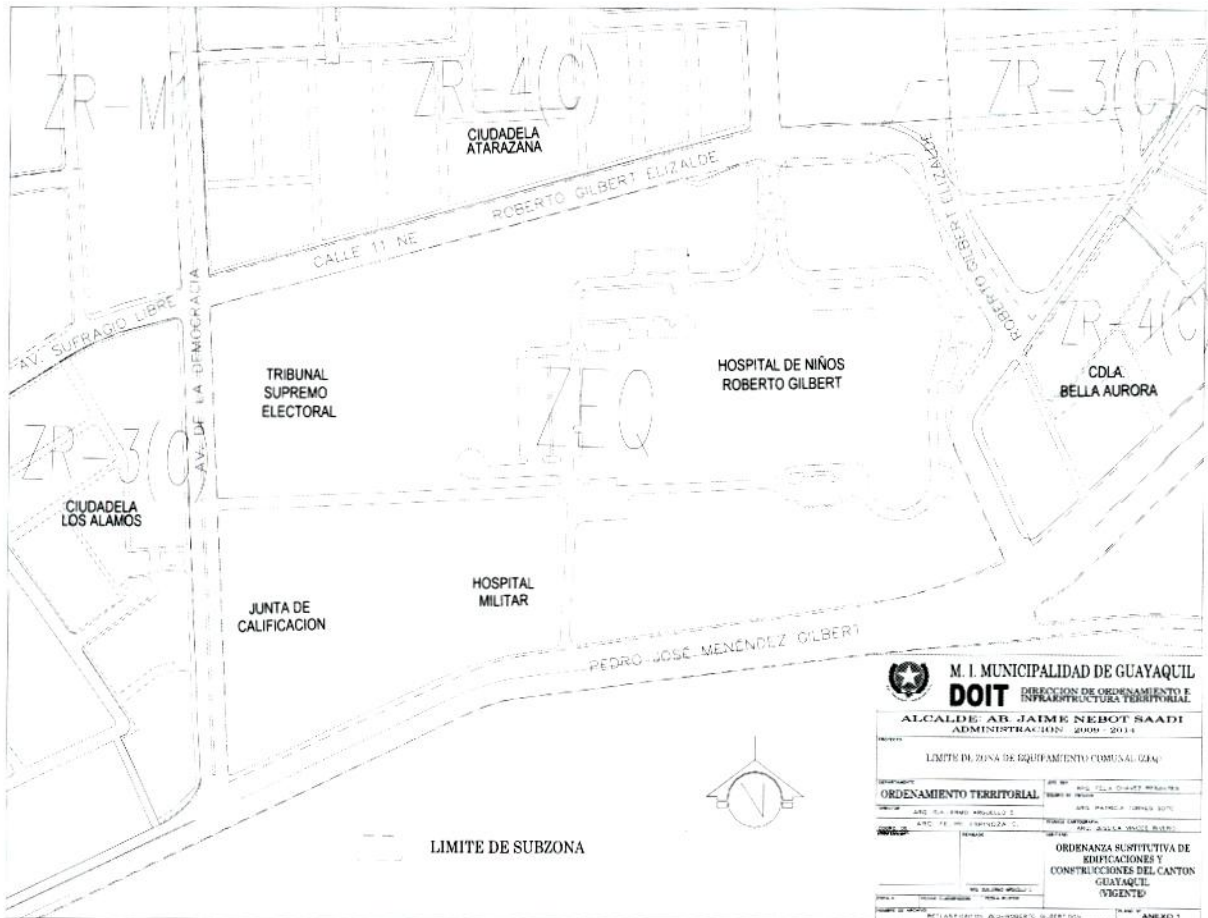 ZR-M1
ZR-4(C)
ZR-3(C)
CIUDADELA
ATARAZANA
CALLE 11 NE
ROBERTO GILBERT ELIZALDE
ROBERTO GILBERT ELIZALDE
AV. SUFRAGIO LIBRE
AV. DE LA DEMOCRACIA
TRIBUNAL
SUPREMO
ELECTORAL
HOSPITAL DE NIÑOS
ROBERTO GILBERT
ZEQ
ZR-4(C)
CDLA.
BELLA AURORA
ZR-3(C)
CIUDADELA
LOS ALAMOS
JUNTA DE
CALIFICACION
HOSPITAL
MILITAR
PEDRO JOSÉ MENÉNDEZ GILBERT
LIMITE DE SUBZONA
N
M. I. MUNICIPALIDAD DE GUAYAQUIL
DOIT
DIRECCION DE ORDENAMIENTO E
INFRAESTRUCTURA TERRITORIAL
ALCALDE: AB. JAIME NEBOT SAADI
ADMINISTRACION 2009 - 2014
LIMITE DE ZONA DE EQUIPAMIENTO COMUNAL (ZEQ)
ORDENAMIENTO TERRITORIAL
ORDENANZA SUSTITUTIVA DE
EDIFICACIONES Y
CONSTRUCCIONES DEL CANTON
GUAYAQUIL
(VIGENTE)
ANEXO 1